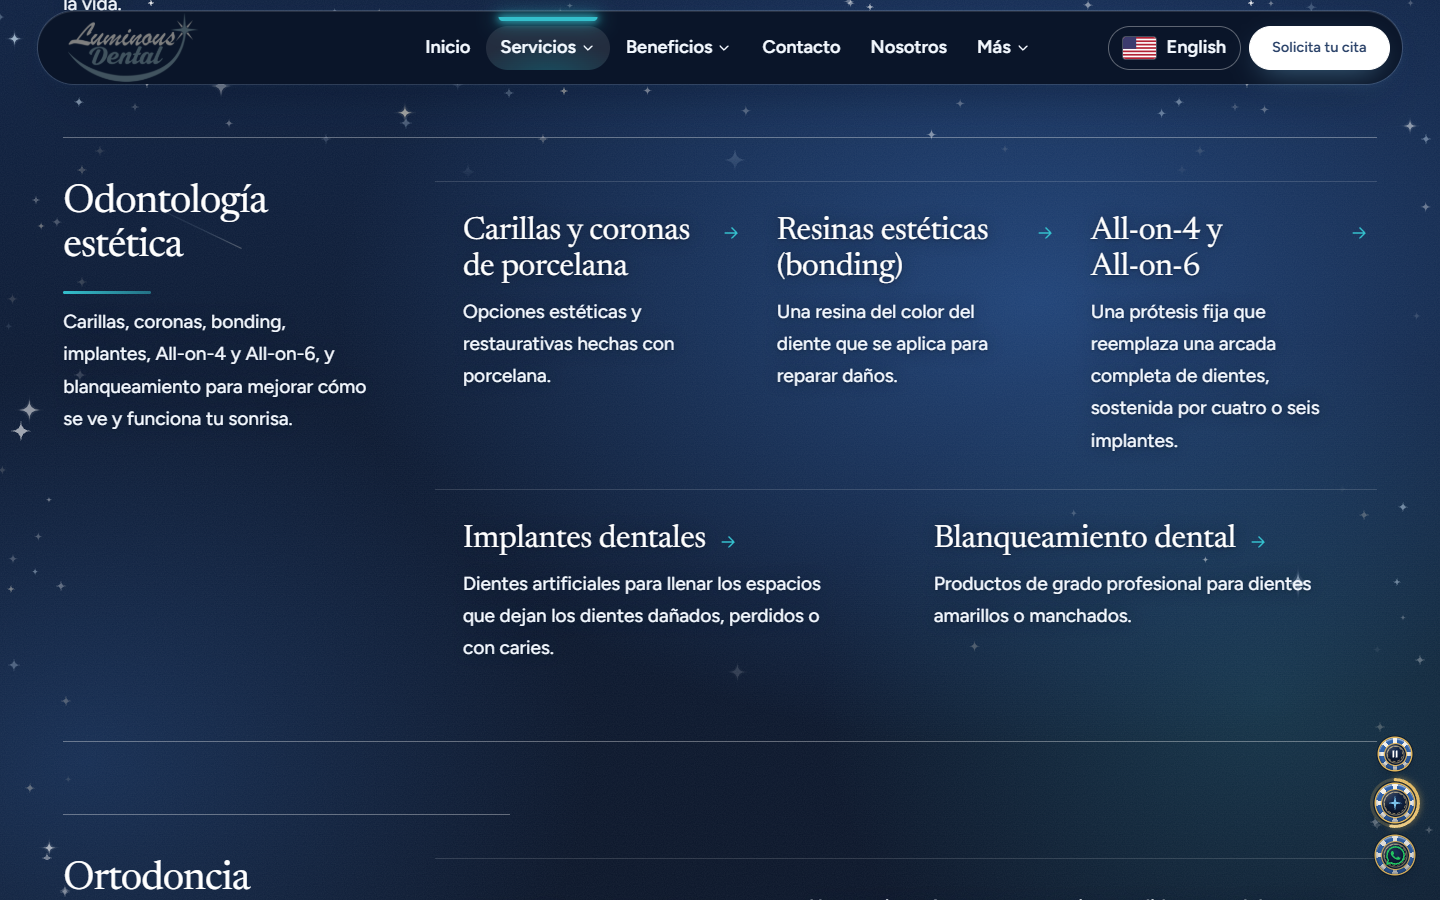 la vida.
Luminous
Dental
Inicio
Servicios
Beneficios
Contacto
Nosotros
Más
English
Solicita tu cita
Odontología
estética
Carillas, coronas, bonding,
implantes, All-on-4 y All-on-6, y
blanqueamiento para mejorar cómo
se ve y funciona tu sonrisa.
Carillas y coronas
de porcelana
Opciones estéticas y
restaurativas hechas con
porcelana.
Resinas estéticas
(bonding)
Una resina del color del
diente que se aplica para
reparar daños.
All-on-4 y
All-on-6
Una prótesis fija que
reemplaza una arcada
completa de dientes,
sostenida por cuatro o seis
implantes.
Implantes dentales
Dientes artificiales para llenar los espacios
que dejan los dientes dañados, perdidos o
con caries.
Blanqueamiento dental
Productos de grado profesional para dientes
amarillos o manchados.
Ortodoncia